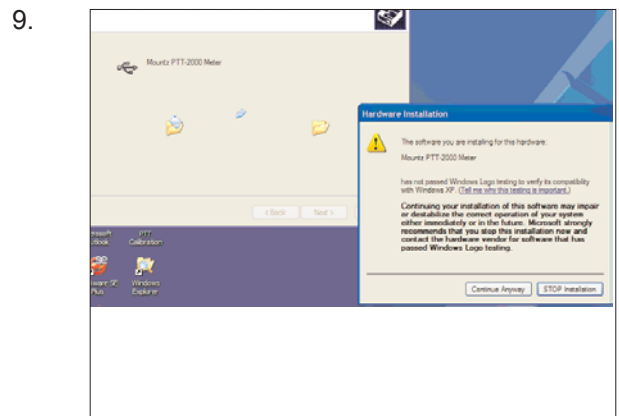 9.
Mountz PTT-2000 Meter
Hardware Installation
The software you are installing for this hardware:
Mountz PTT-2000 Meter
has not passed Windows Logo testing to verify its compatibility
with Windows XP. (Tell me why this testing is important.)
Continuing your installation of this software may impair
or destabilize the correct operation of your system
either immediately or in the future. Microsoft strongly
recommends that you stop this installation now and
contact the hardware vendor for software that has
passed Windows Logo testing.
< Back Next >
Continue Anyway STOP Installation
PTT
Calibration
Plus
Windows
Explorer